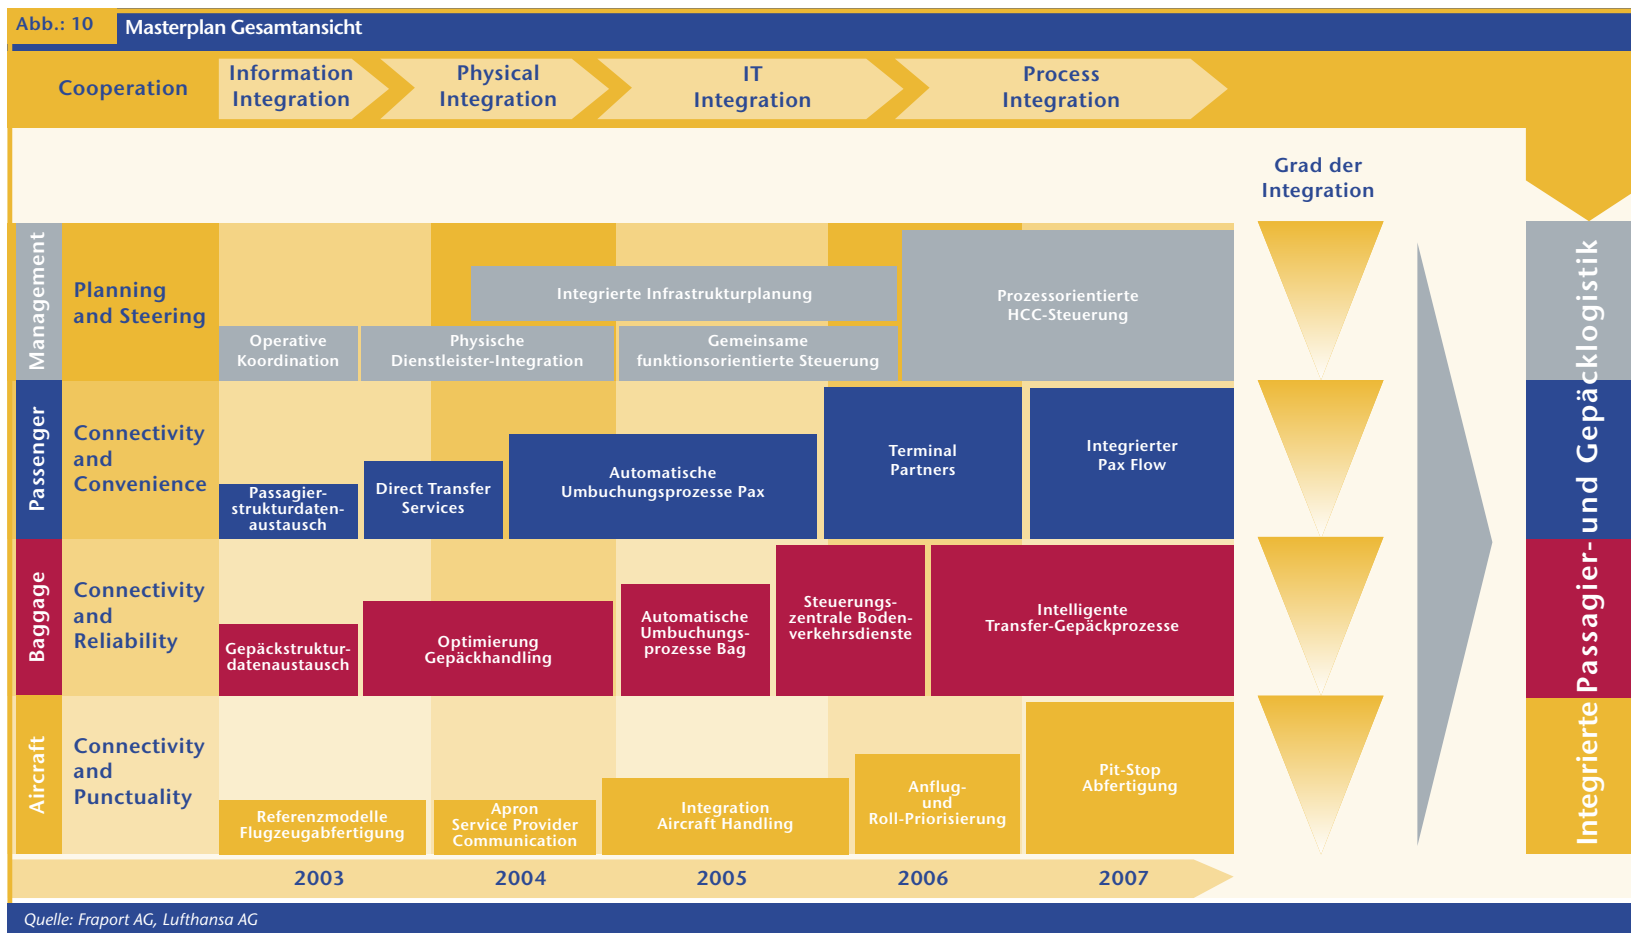 Abb.: 10
Masterplan Gesamtansicht
Cooperation
Information
Integration
Physical
Integration
IT
Integration
Process
Integration
Grad der
Integration
Management
Planning
and Steering
Integrierte Infrastrukturplanung
Prozessorientierte
HCC-Steuerung
Operative
Koordination
Physische
Dienstleister-Integration
Gemeinsame
funktionsorientierte Steuerung
Passenger
Connectivity
and
Convenience
Passagier-
strukturdaten-
austausch
Direct Transfer
Services
Automatische
Umbuchungsprozesse Pax
Terminal
Partners
Integrierter
Pax Flow
Baggage
Connectivity
and
Reliability
Gepäckstruktur-
datenaustausch
Optimierung
Gepäckhandling
Automatische
Umbuchungs-
prozesse Bag
Steuerungs-
zentrale Boden-
verkehrsdienste
Intelligente
Transfer-Gepäckprozesse
Aircraft
Connectivity
and
Punctuality
Referenzmodelle
Flugzeugabfertigung
Apron
Service Provider
Communication
Integration
Aircraft Handling
Anflug-
und
Roll-Priorisierung
Pit-Stop
Abfertigung
Integrierte Passagier- und Gepäcklogistik
2003
2004
2005
2006
2007
Quelle: Fraport AG, Lufthansa AG